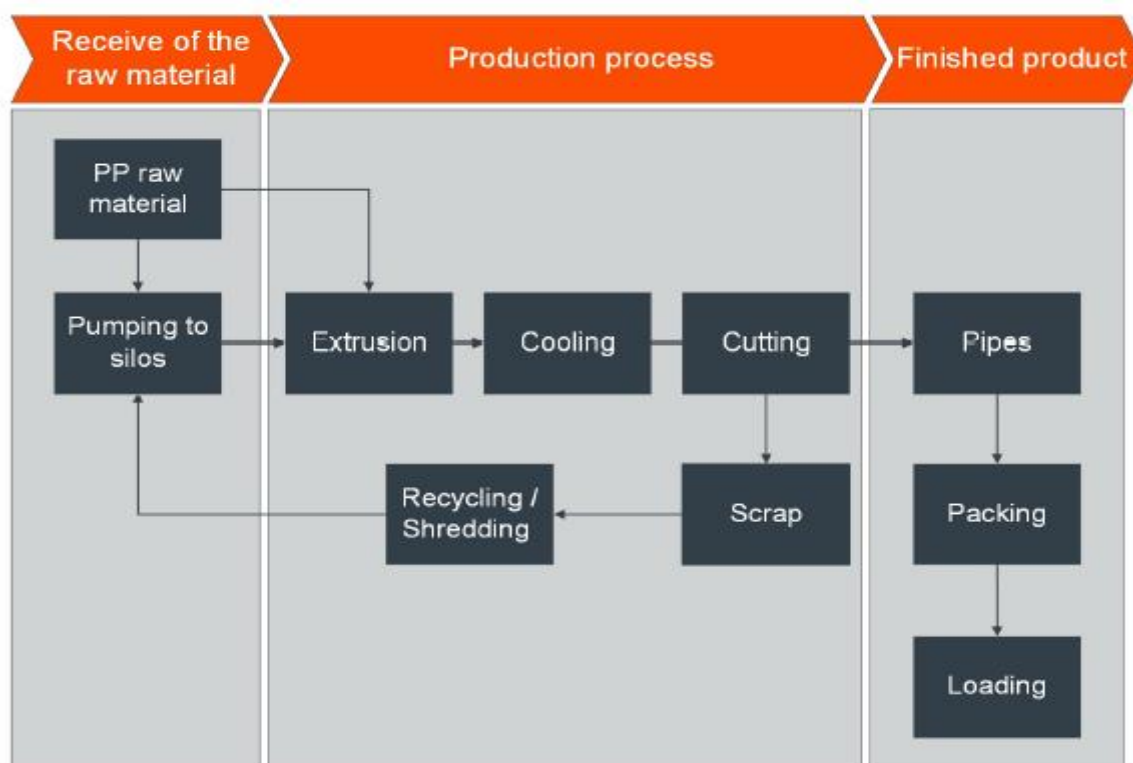 Receive of the
raw material
Production process
Finished product
PP raw
material
Pumping to
silos
Extrusion
Cooling
Cutting
Pipes
Recycling /
Shredding
Scrap
Packing
Loading